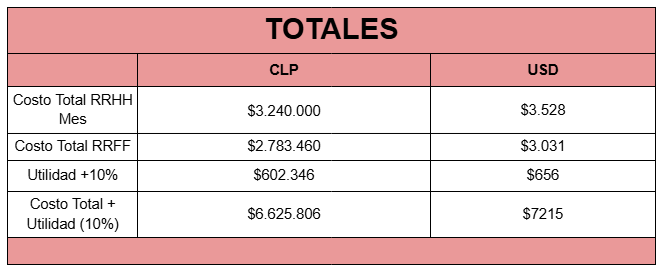 TOTALES
CLP USD
Costo Total RRHH
Mes $3.240.000 $3.528
Costo Total RRFF $2.783.460 $3.031
Utilidad +10% $602.346 $656
Costo Total +
Utilidad (10%) $6.625.806 $7215